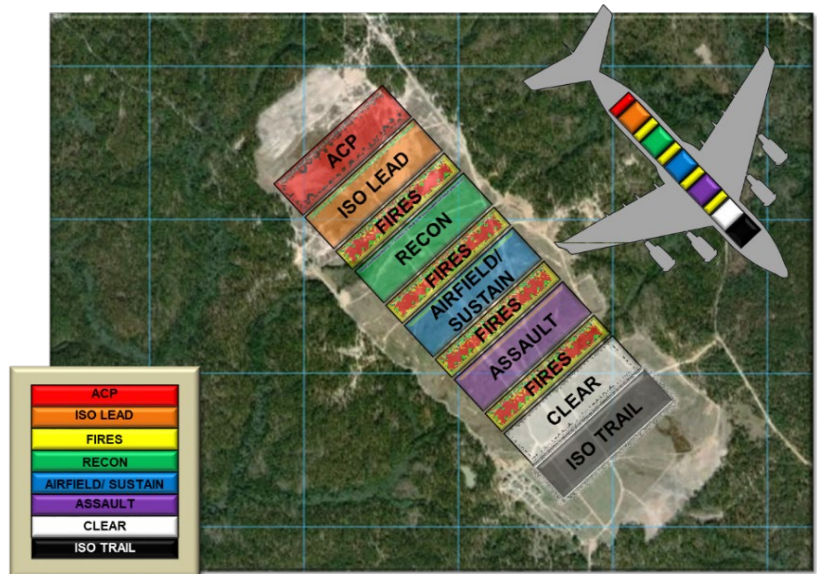 ACP
ISO LEAD
FIRES
RECON
FIRES
AIRFIELD/
SUSTAIN
FIRES
ASSAULT
FIRES
CLEAR
ISO TRAIL
ACP
ISO LEAD
FIRES
RECON
AIRFIELD/ SUSTAIN
ASSAULT
CLEAR
ISO TRAIL